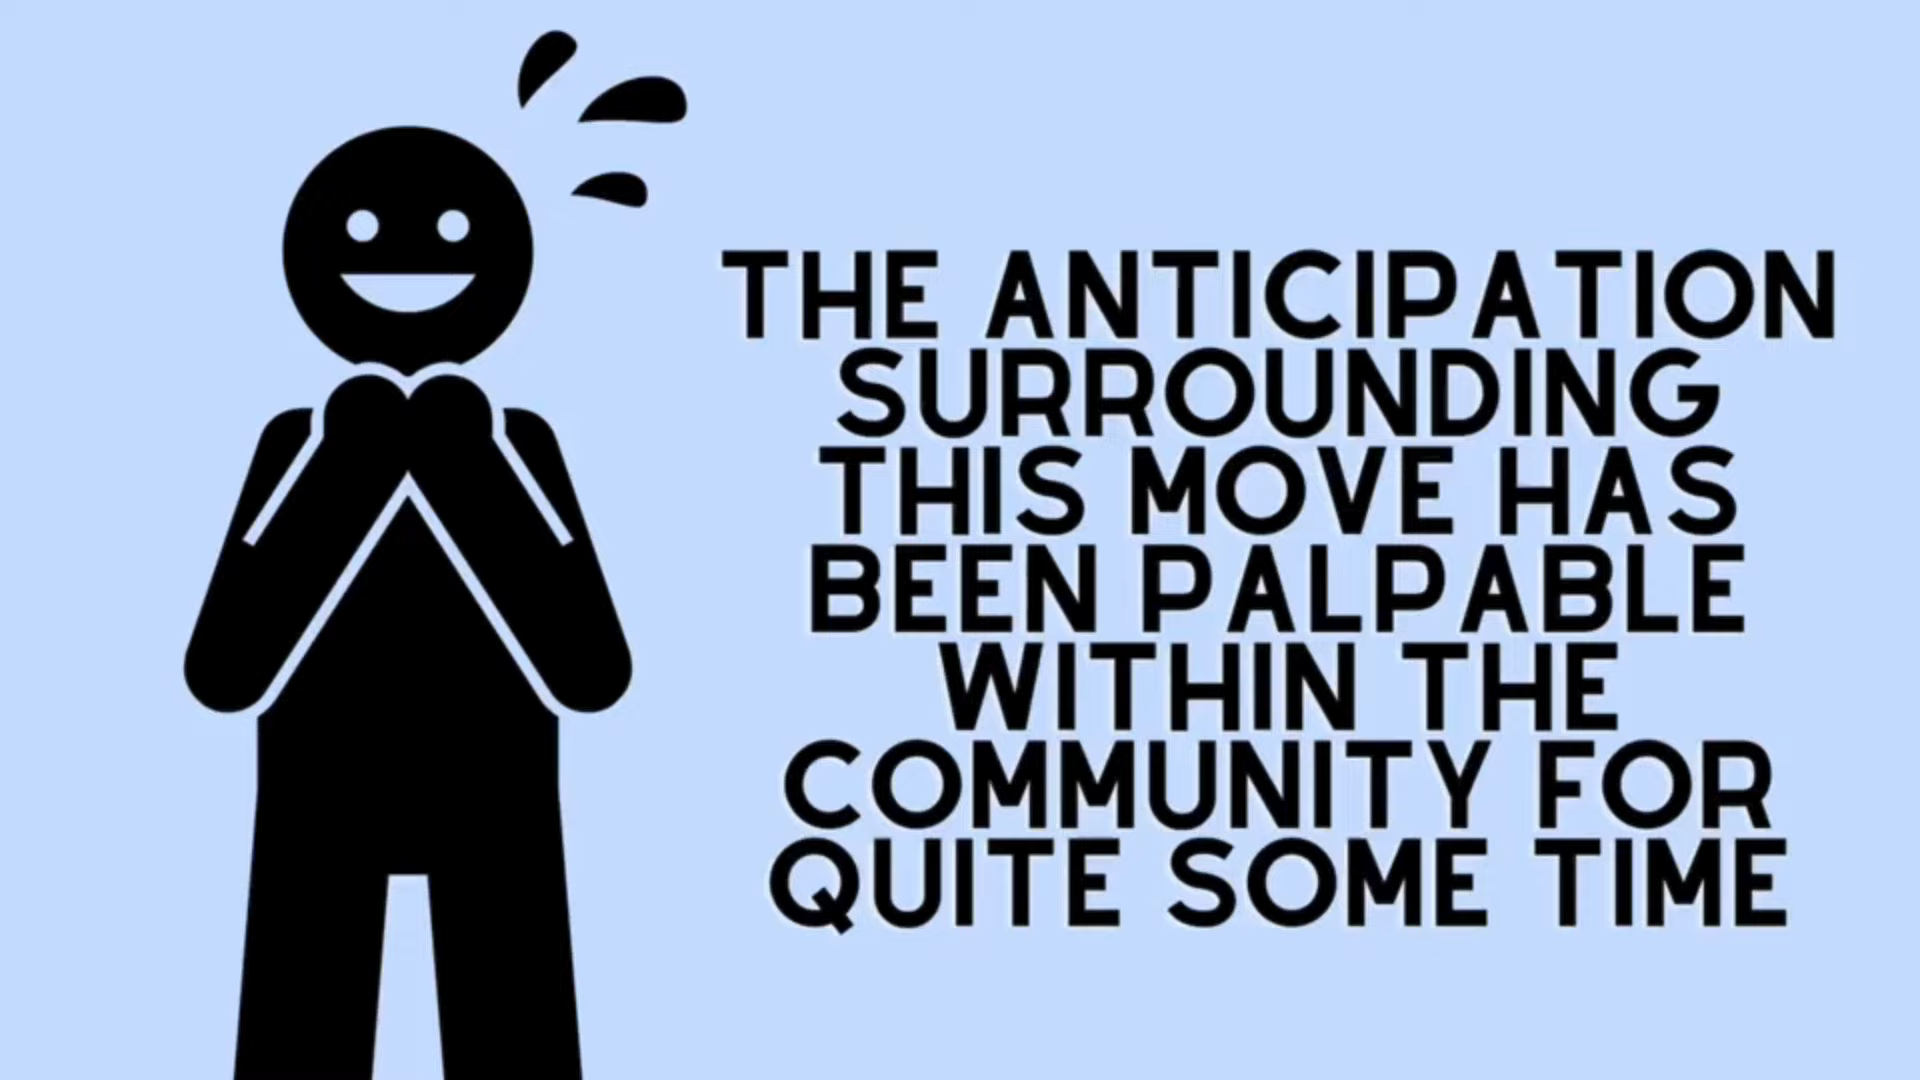 THE ANTICIPATION
SURROUNDING
THIS MOVE HAS
BEEN PALPABLE
WITHIN THE
COMMUNITY FOR
QUITE SOME TIME